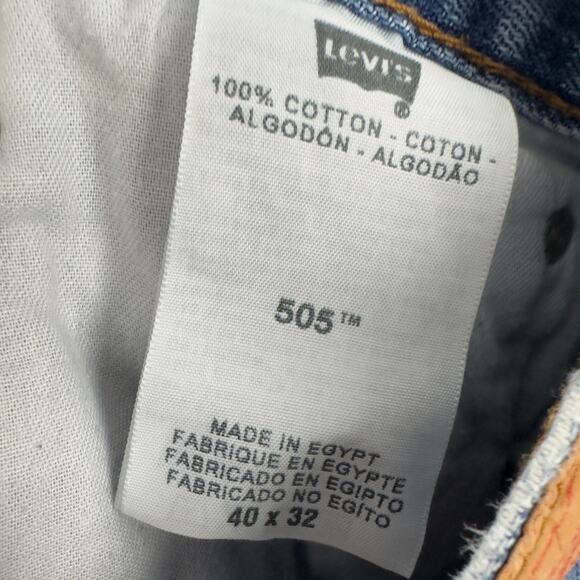 Levi's
®
100% COTTON - COTON -
ALGODÓN - ALGODÃO
505™
MADE IN EGYPT
FABRIQUE EN EGYPTE
FABRICADO EN EGIPTO
FABRICADO NO EGITO
40 x 32